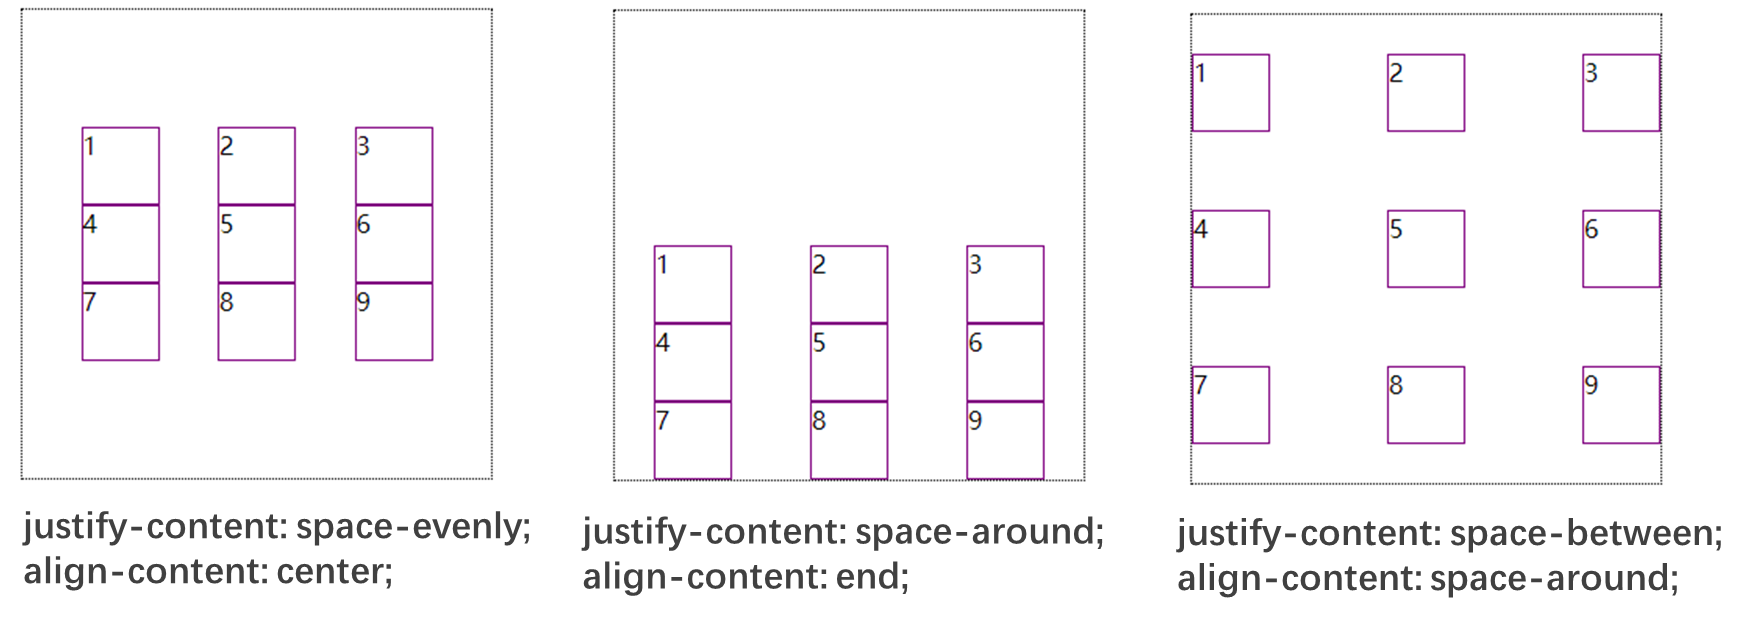 1 2 3
4 5 6
7 8 9
justify-content: space-evenly;
align-content: center;
1 2 3
4 5 6
7 8 9
justify-content: space-around;
align-content: end;
1 2 3
4 5 6
7 8 9
justify-content: space-between;
align-content: space-around;